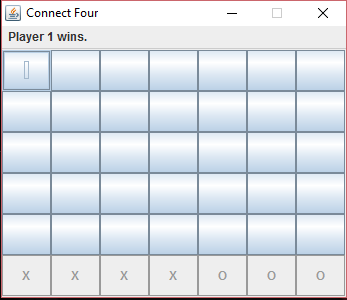 Connect Four
Player 1 wins.
X X X X O O O